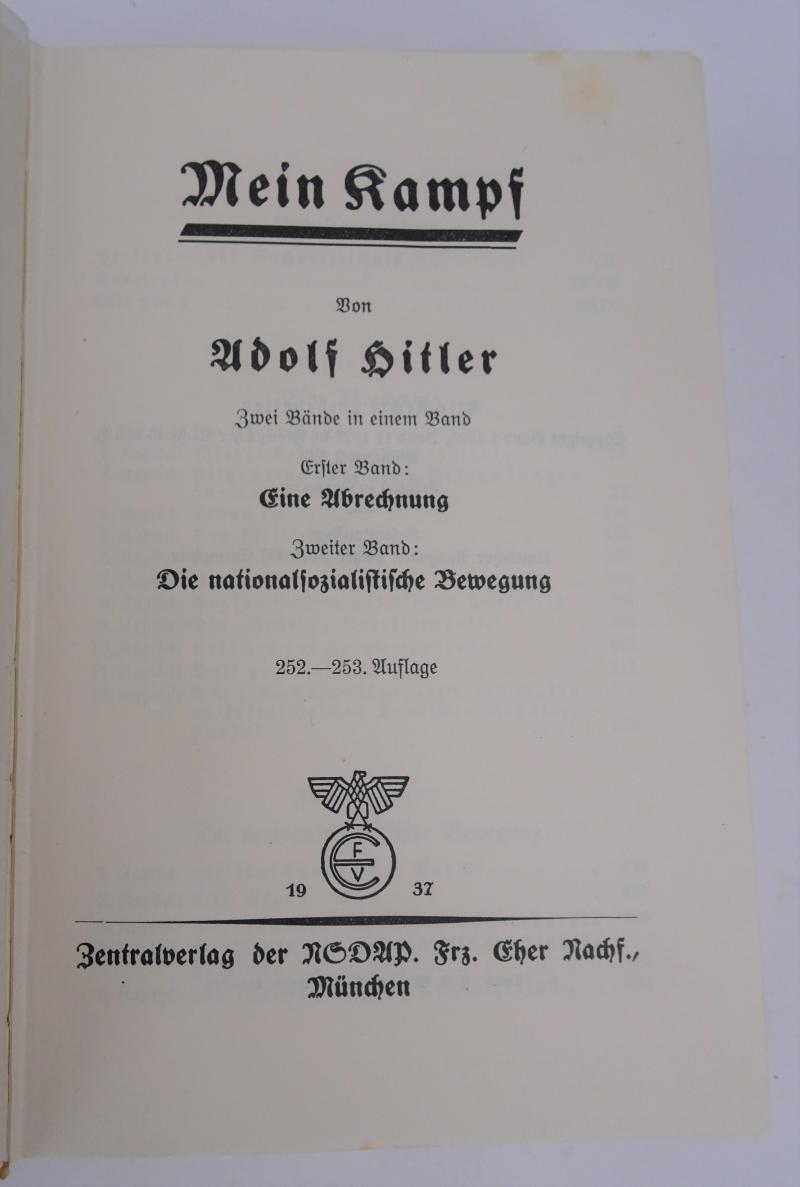 Mein Kampf
Von
Adolf Hitler
Zwei Bände in einem Band
Erster Band:
Eine Abrechnung
Zweiter Band:
Die nationalsozialistische Bewegung
252.—253. Auflage
F
E
V
19 37
Zentralverlag der NSDAP. Frz. Eher Nachf.,
München